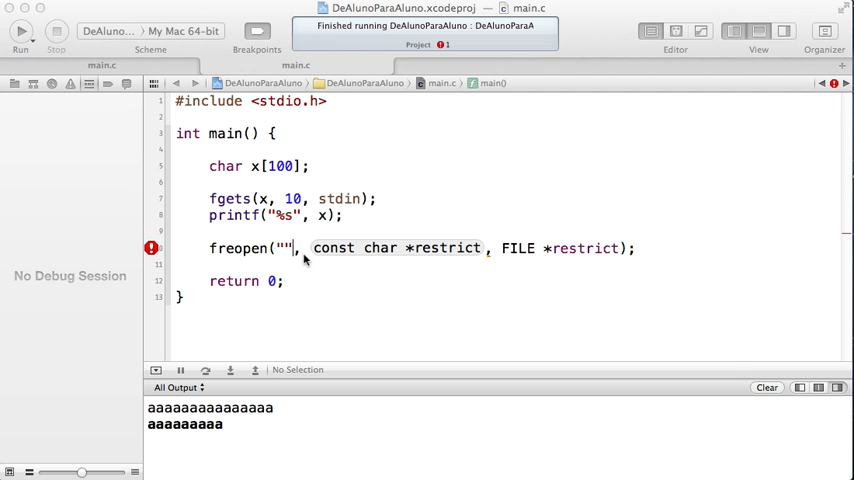 DeAlunoParaAluno.xcodeproj — main.c
Run
Stop
DeAluno... My Mac 64-bit
Scheme
Breakpoints
Finished running DeAlunoParaAluno : DeAlunoParaA
Project 1
Editor
View
Organizer
main.c
main.c
DeAlunoParaAluno
DeAlunoParaAluno
main.c
main()
1 #include <stdio.h>
2
3 int main() {
4
5 char x[100];
6
7 fgets(x, 10, stdin);
8 printf("%s", x);
9
freopen("", const char *restrict, FILE *restrict);
11
12 return 0;
13 }
No Debug Session
No Selection
All Output
Clear
aaaaaaaaaaaaaaa
aaaaaaaaa